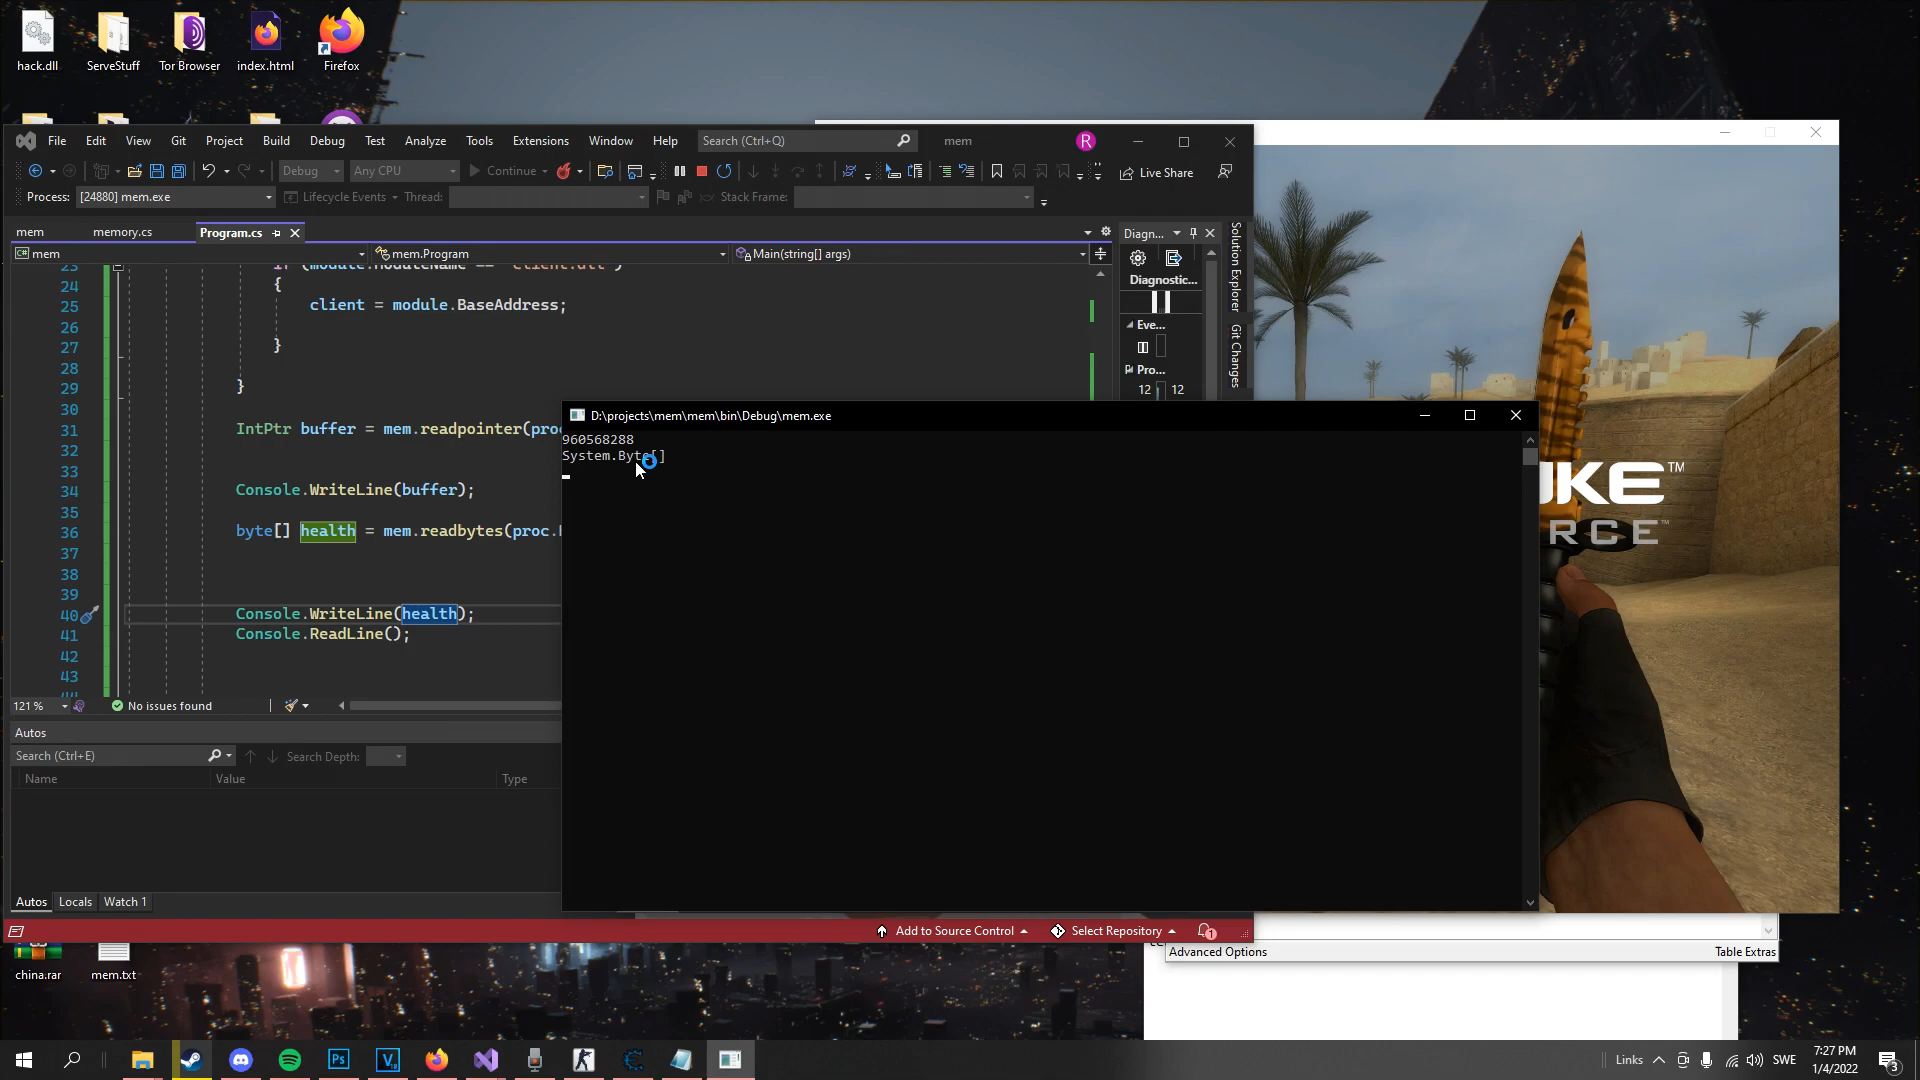 hack.dll
ServeStuff
Tor Browser
index.html
Firefox
File Edit View Git Project Build Debug Test Analyze Tools Extensions Window Help Search (Ctrl+Q) mem R
Debug Any CPU Continue Live Share
Process: [24880] mem.exe Lifecycle Events Thread: Stack Frame:
mem memory.cs Program.cs
C# mem mem.Program Main(string[] args)
Diagn...
Solution Explorer
Git Changes
Diagnostic...
Eve...
Pro...
12 12
23
24 {
25 client = module.BaseAddress;
26
27 }
28
29 }
30
31 IntPtr buffer = mem.readpointer(proc
32
33
34 Console.WriteLine(buffer);
35
36 byte[] health = mem.readbytes(proc.
37
38
39
40 Console.WriteLine(health);
41 Console.ReadLine();
42
43
121 % No issues found
D:\projects\mem\mem\bin\Debug\mem.exe
960568288
System.Byte[]
UKE™
RCE™
Autos
Search (Ctrl+E) Search Depth:
Name Value Type
Autos Locals Watch 1
Add to Source Control Select Repository 1
Advanced Options Table Extras
china.rar
mem.txt
Ps V
Links SWE 7:27 PM
1/4/2022
3